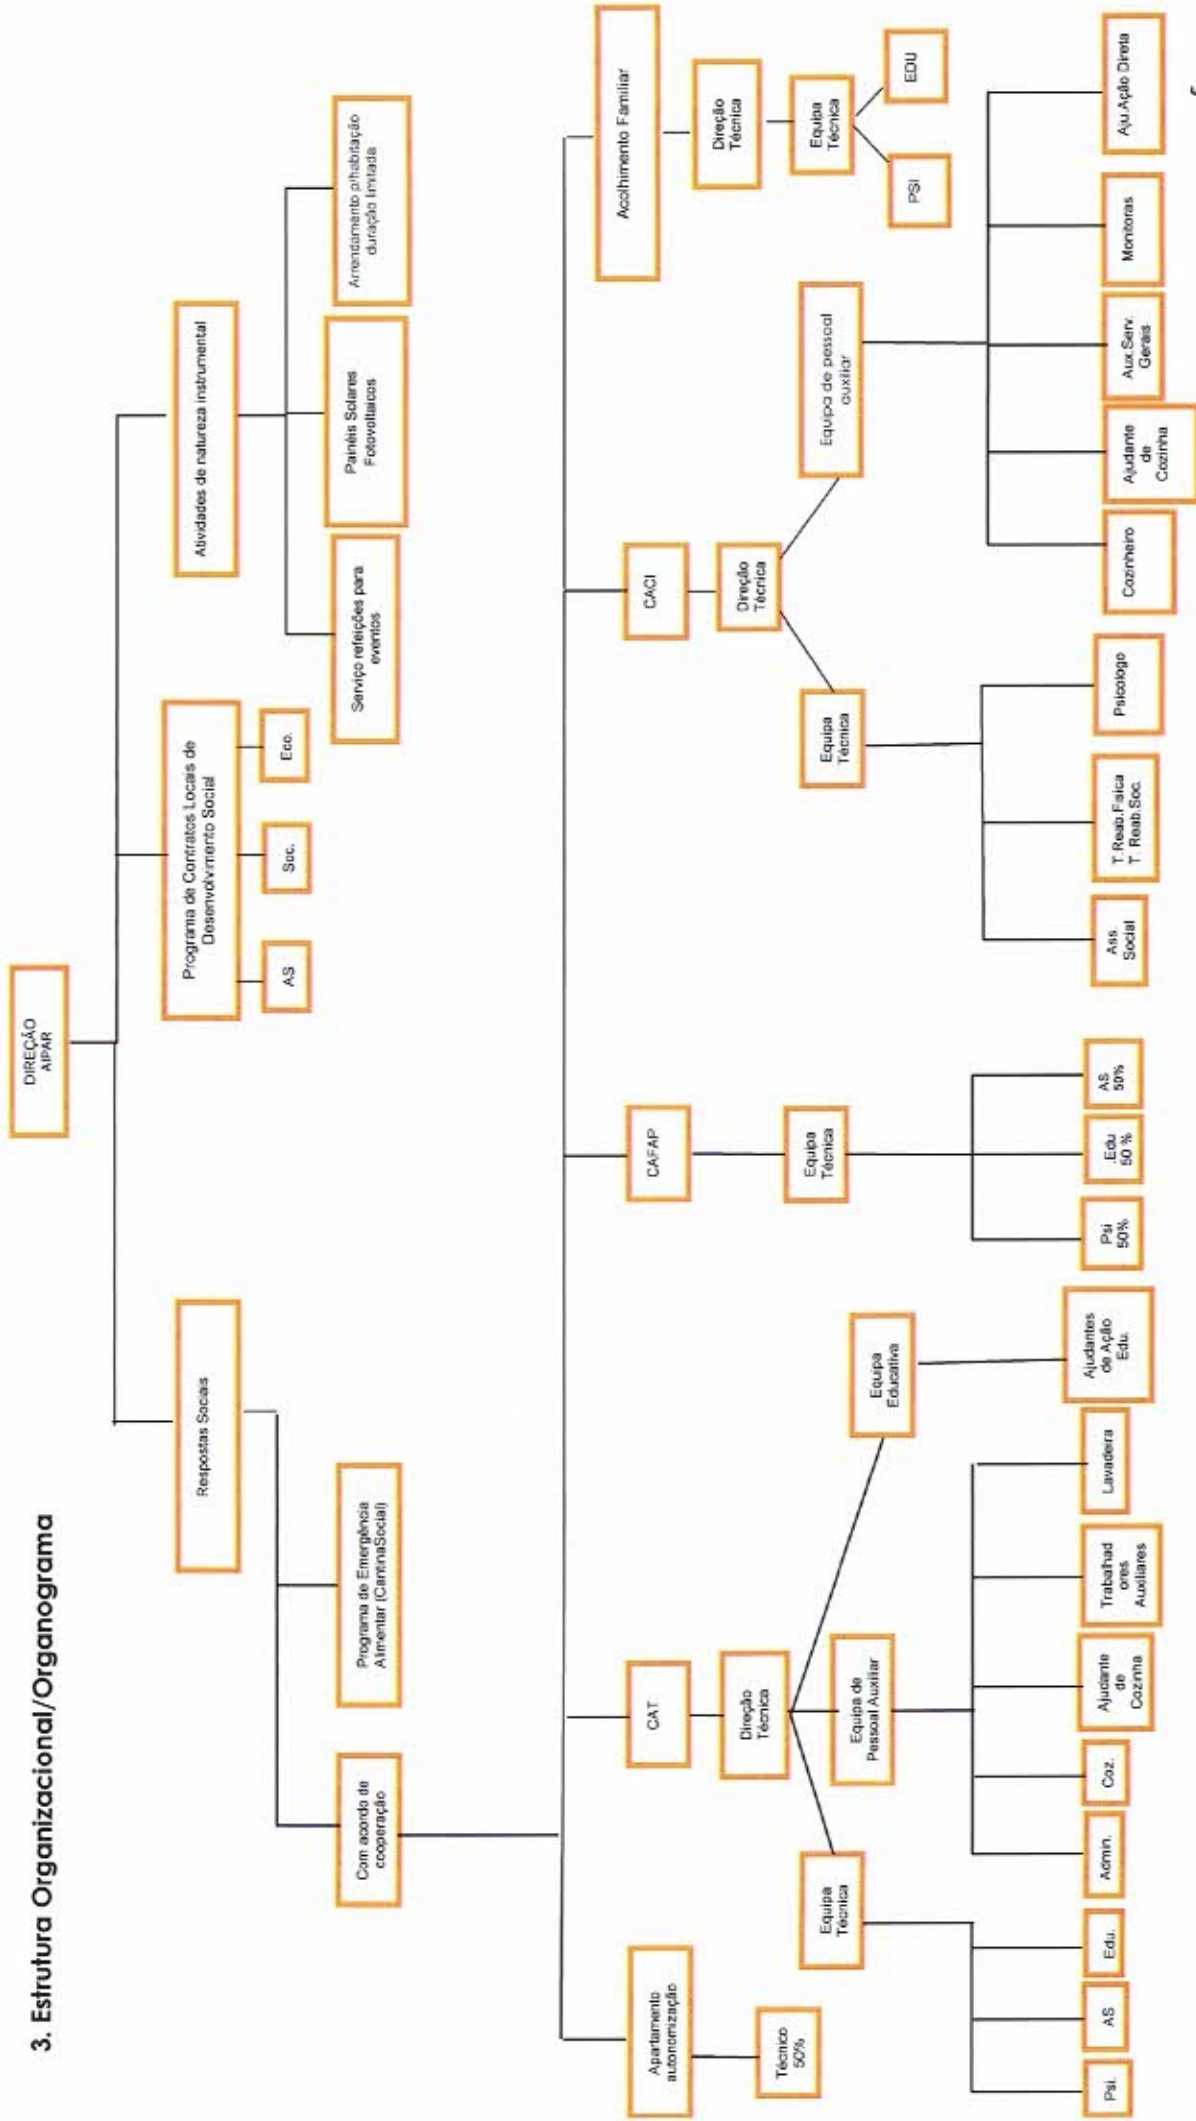 3. Estrutura Organizacional/Organograma
DIREÇÃO
AIPAR
Respostas Sociais
Programa de Contratos Locais de
Desenvolvimento Social
Atividades de natureza instrumental
AS
Soc.
Eco.
Com acordo de
cooperação
Programa de Emergência
Alimentar (CantinaSocial)
Serviço refeições para
eventos
Painéis Solares
Fotovoltaicos
Arrendamento p/habitação
duração limitada
Apartamento
autonomização
CAT
CAFAP
CACI
Acolhimento Familiar
Técnico
50%
Direção
Técnica
Equipa
Técnica
Direção
Técnica
Direção
Técnica
Equipa
Técnica
Equipa de
Pessoal Auxiliar
Equipa
Educativa
Equipa
Técnica
Equipa de pessoal
auxiliar
Equipa
Técnica
PSI
EDU
Psi.
AS
Edu.
Admin.
Coz.
Ajudante
de
Cozinha
Trabalhad
ores
Auxiliares
Lavadeira
Ajudantes
de Ação
Edu.
Psi
50%
.Edu
50 %
AS
50%
Ass.
Social
T.Reab.Faica
T. Reab.Soc.
Psicologo
Cozinheiro
Ajudante
de
Cozinha
Aux.Serv.
Gerais
Monitoras
Aju.Ação Direta